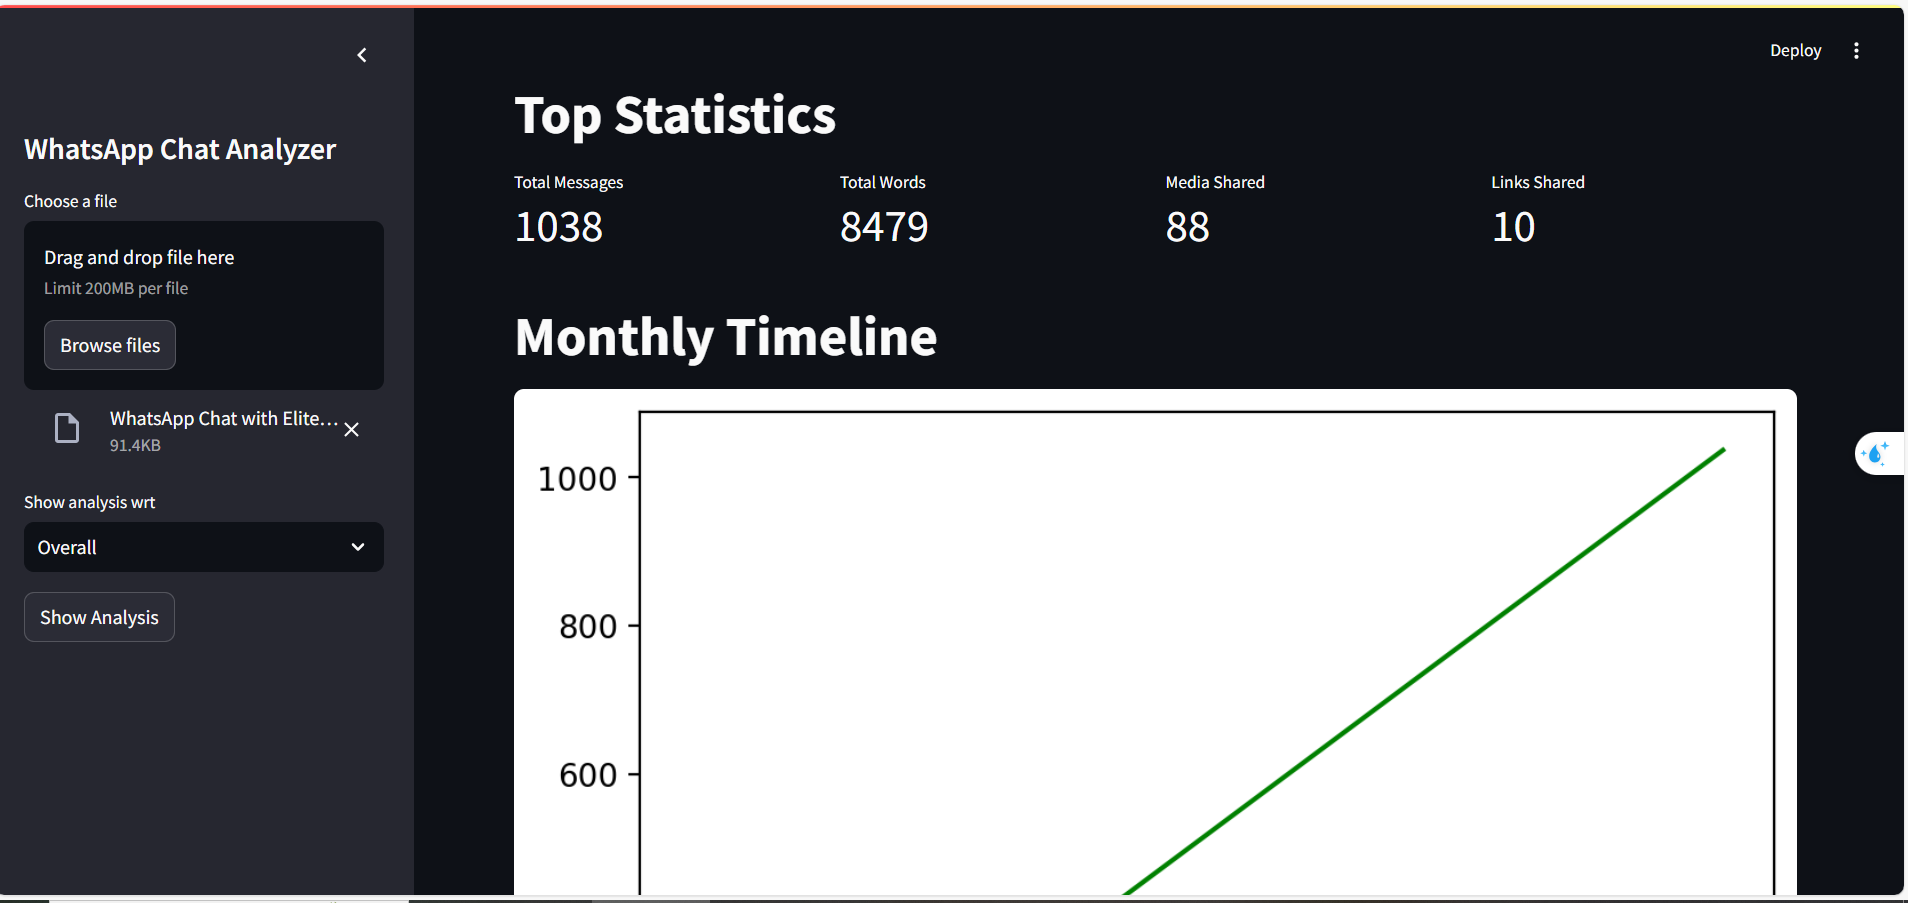 Deploy
WhatsApp Chat Analyzer
Choose a file
Drag and drop file here
Limit 200MB per file
Browse files
WhatsApp Chat with Elite...
91.4KB
Show analysis wrt
Overall
Show Analysis
Top Statistics
Total Messages Total Words Media Shared Links Shared
1038 8479 88 10
Monthly Timeline
1000
800
600